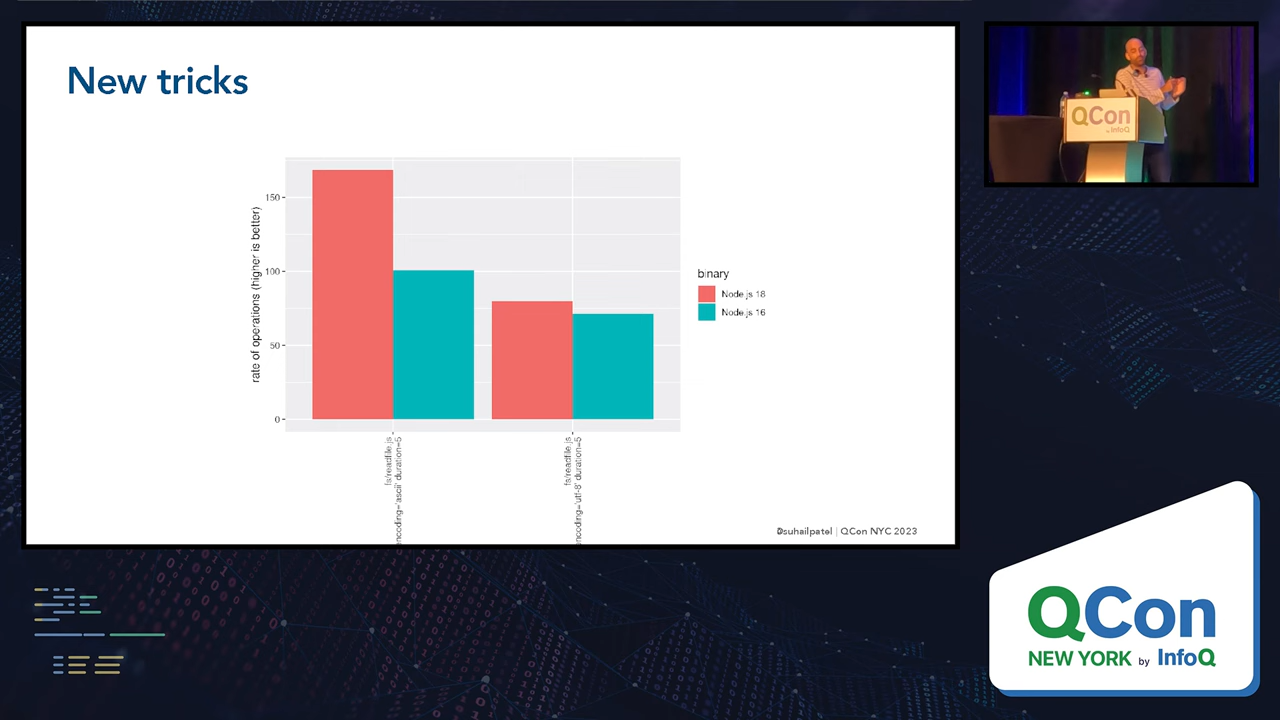 New tricks
rate of operations (higher is better)
150
100
50
0
fs/readfile.js
encoding='ascii' duration=5
fs/readfile.js
encoding='utf-8' duration=5
binary
Node.js 18
Node.js 16
@suhailpatel | QCon NYC 2023
QCon
by InfoQ
QCon
NEW YORK by InfoQ